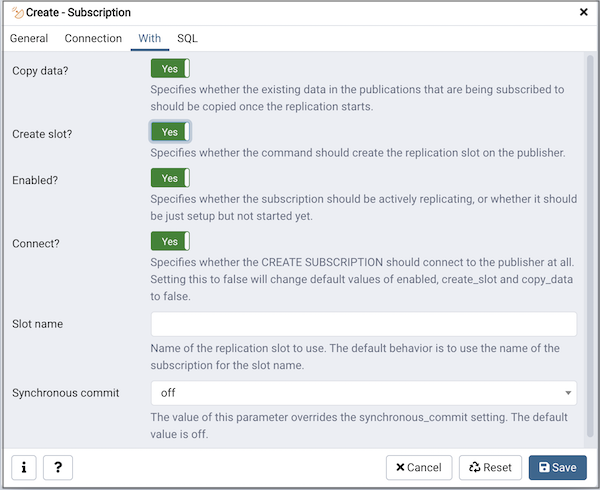 Create - Subscription
General Connection With SQL
Copy data? Yes
Specifies whether the existing data in the publications that are being subscribed to
should be copied once the replication starts.
Create slot? Yes
Specifies whether the command should create the replication slot on the publisher.
Enabled? Yes
Specifies whether the subscription should be actively replicating, or whether it should
be just setup but not started yet.
Connect? Yes
Specifies whether the CREATE SUBSCRIPTION should connect to the publisher at all.
Setting this to false will change default values of enabled, create_slot and copy_data
to false.
Slot name
Name of the replication slot to use. The default behavior is to use the name of the
subscription for the slot name.
Synchronous commit off
The value of this parameter overrides the synchronous_commit setting. The default
value is off.
i ? Cancel Reset Save